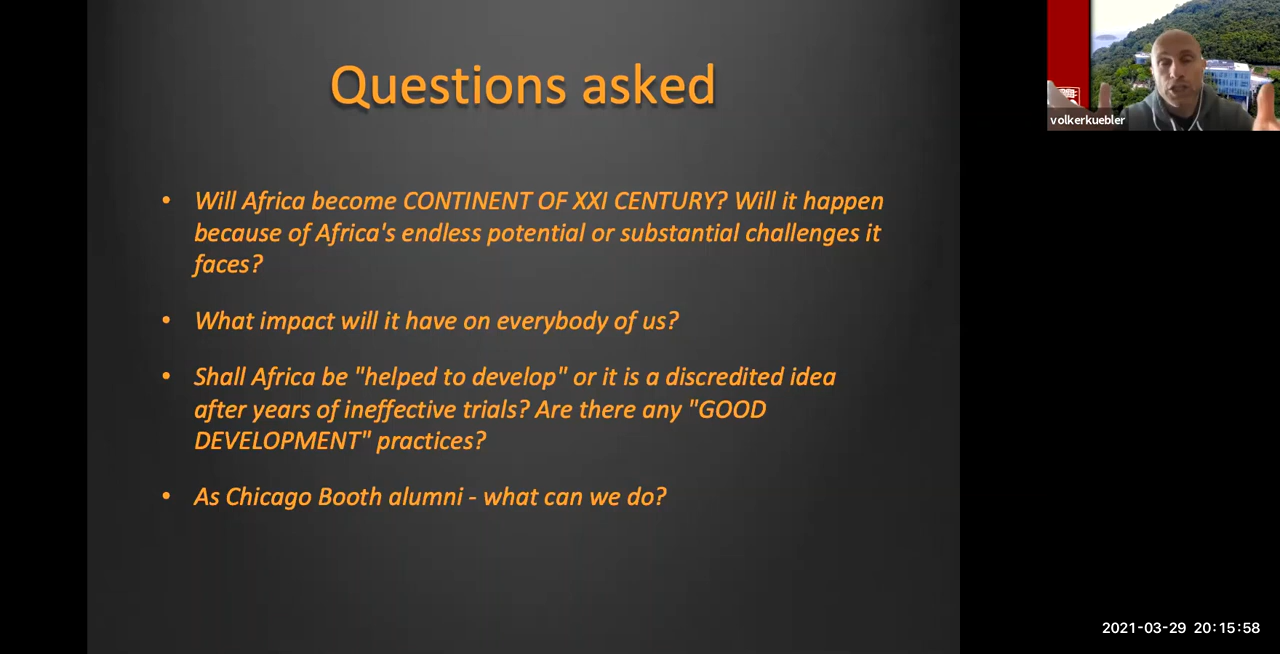 Questions asked
• Will Africa become CONTINENT OF XXI CENTURY? Will it happen
because of Africa's endless potential or substantial challenges it
faces?
• What impact will it have on everybody of us?
• Shall Africa be "helped to develop" or it is a discredited idea
after years of ineffective trials? Are there any "GOOD
DEVELOPMENT" practices?
• As Chicago Booth alumni - what can we do?
volkerkuebler
2021-03-29 20:15:58